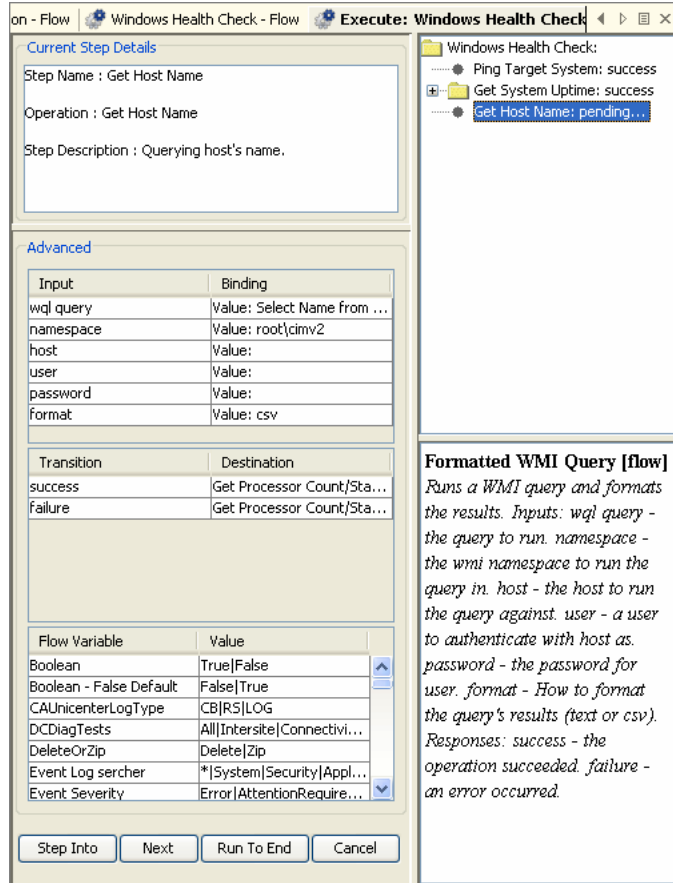 on - Flow
Windows Health Check - Flow
Execute: Windows Health Check
Current Step Details
Step Name : Get Host Name
Operation : Get Host Name
Step Description : Querying host's name.
Advanced
Input Binding
wql query Value: Select Name from ...
namespace Value: root\cimv2
host Value:
user Value:
password Value:
format Value: csv
Transition Destination
success Get Processor Count/Sta...
failure Get Processor Count/Sta...
Flow Variable Value
Boolean True|False
Boolean - False Default False|True
CAUnicenterLogType CB|RS|LOG
DCDiagTests All|Intersite|Connectivi...
DeleteOrZip Delete|Zip
Event Log sercher *|System|Security|Appl...
Event Severity Error|AttentionRequire...
Step Into
Next
Run To End
Cancel
Windows Health Check:
Ping Target System: success
Get System Uptime: success
Get Host Name: pending...
Formatted WMI Query [flow]
Runs a WMI query and formats
the results. Inputs: wql query -
the query to run. namespace -
the wmi namespace to run the
query in. host - the host to run
the query against. user - a user
to authenticate with host as.
password - the password for
user. format - How to format
the query's results (text or csv).
Responses: success - the
operation succeeded. failure -
an error occurred.